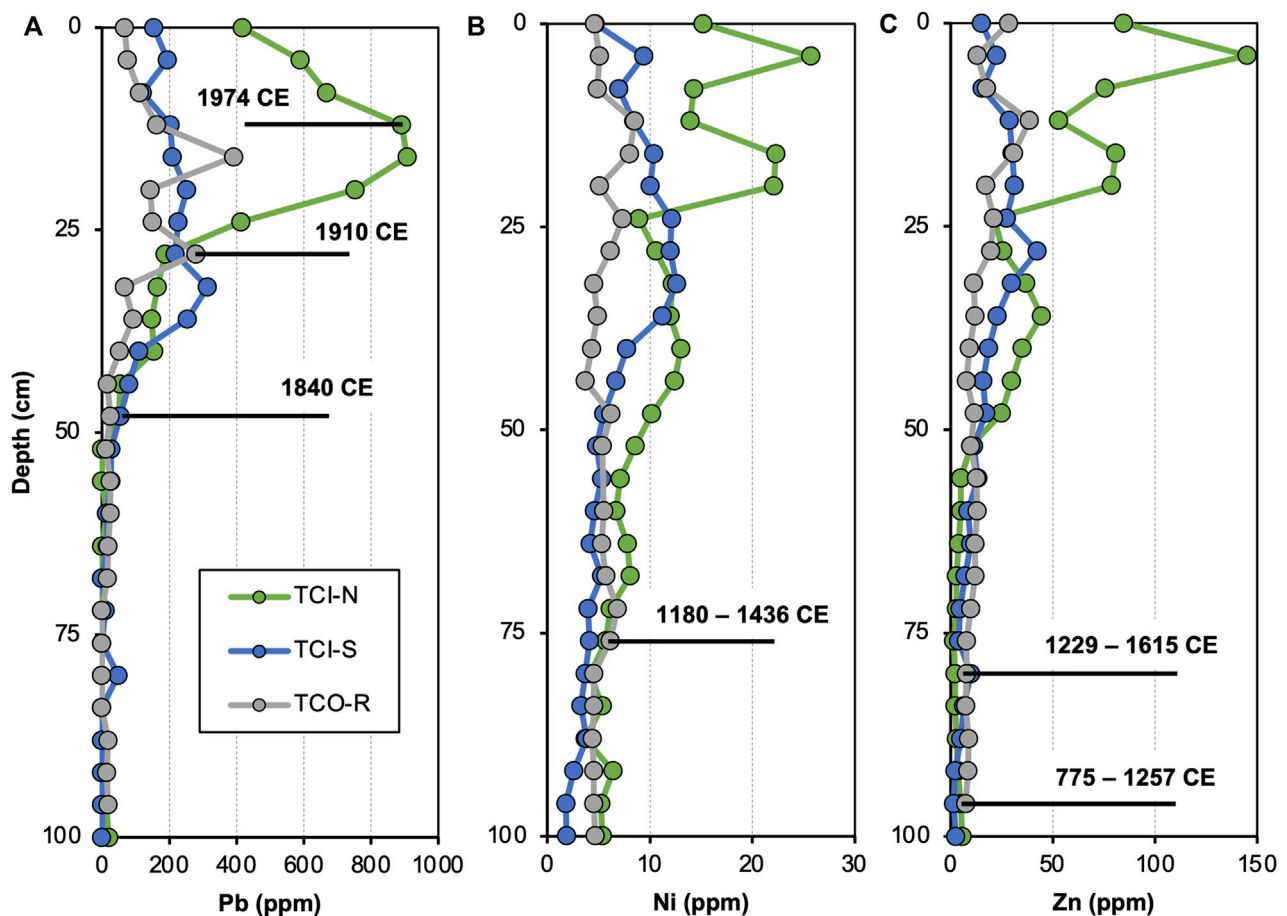 A
B
C
0
25
50
75
100
0
25
50
75
100
0
25
50
75
100
1974 CE
1910 CE
1840 CE
1180 – 1436 CE
1229 – 1615 CE
775 – 1257 CE
TCI-N
TCI-S
TCO-R
Depth (cm)
0 200 400 600 800 1000
0 10 20 30
0 50 100 150
Pb (ppm)
Ni (ppm)
Zn (ppm)